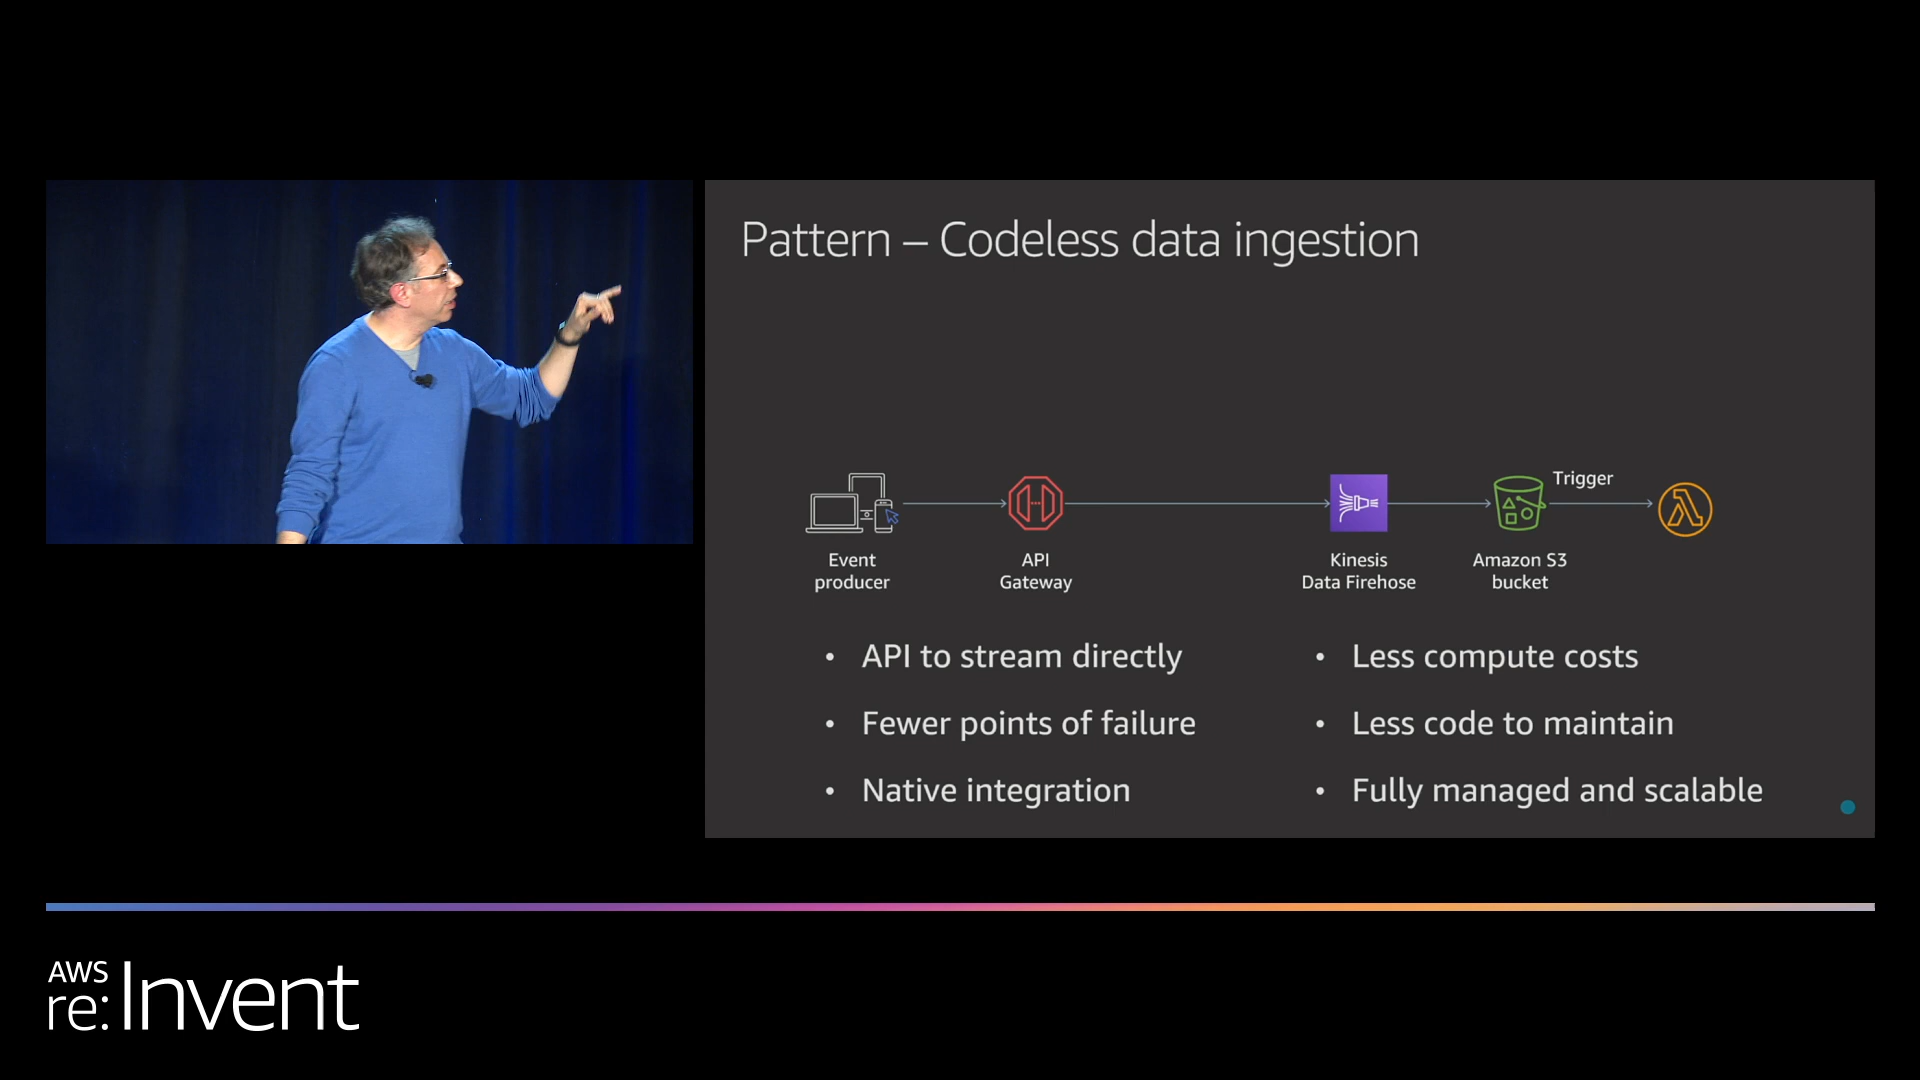 Pattern – Codeless data ingestion
Trigger
Event
producer
API
Gateway
Kinesis
Data Firehose
Amazon S3
bucket
• API to stream directly
• Fewer points of failure
• Native integration
• Less compute costs
• Less code to maintain
• Fully managed and scalable
AWS
re:Invent